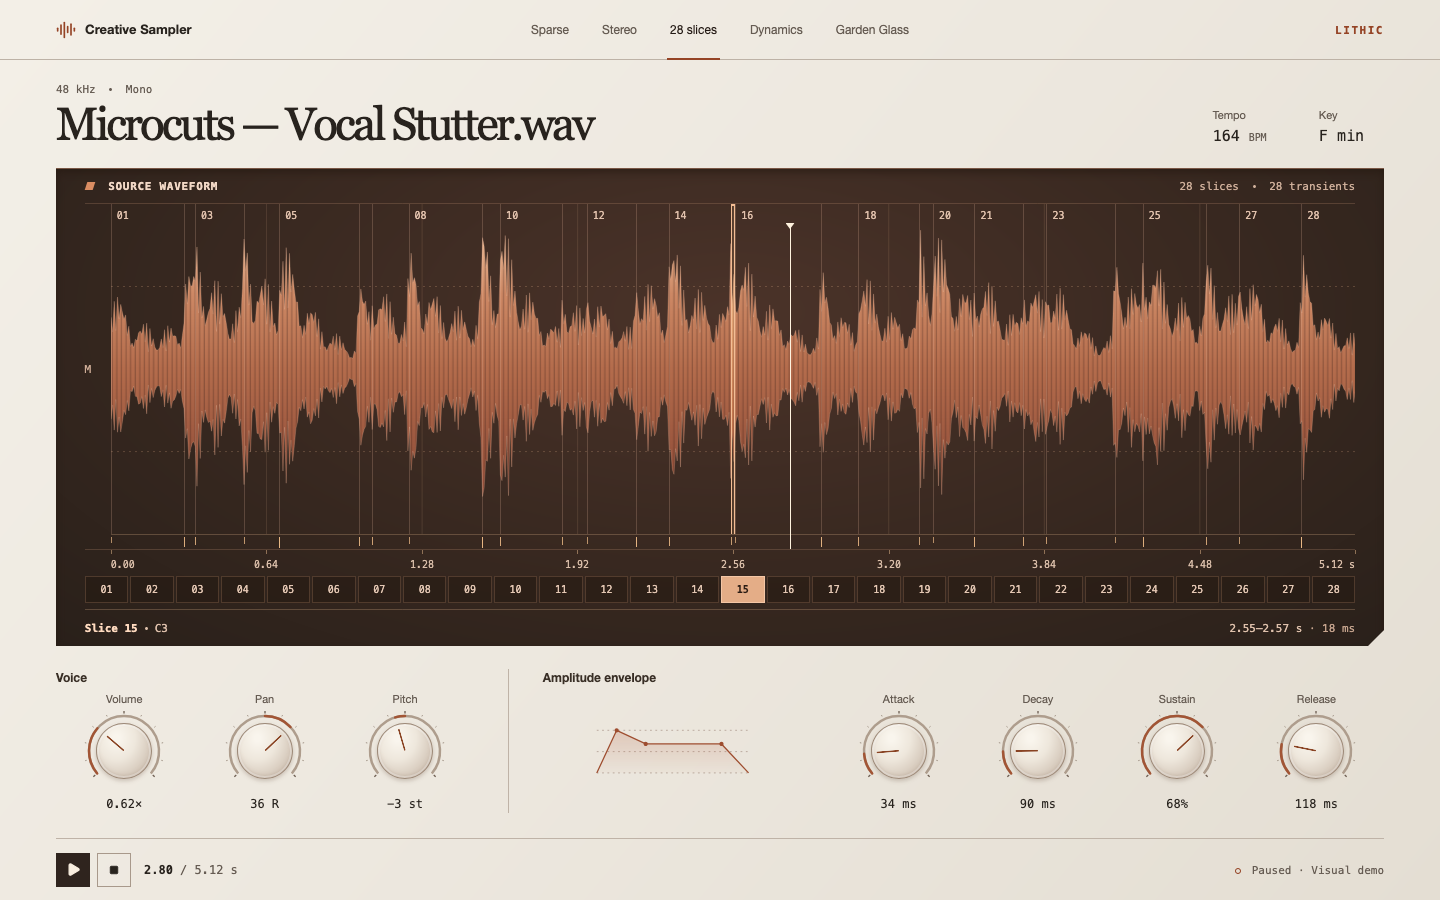 Creative Sampler
Sparse Stereo 28 slices Dynamics Garden Glass
LITHIC
48 kHz • Mono
Microcuts — Vocal Stutter.wav
Tempo Key
164 BPM F min
SOURCE WAVEFORM
28 slices • 28 transients
01 03 05 08 10 12 14 16 18 20 21 23 25 27 28
M
0.00 0.64 1.28 1.92 2.56 3.20 3.84 4.48 5.12 s
01 02 03 04 05 06 07 08 09 10 11 12 13 14 15 16 17 18 19 20 21 22 23 24 25 26 27 28
Slice 15 • C3
2.55–2.57 s · 18 ms
Voice
Volume Pan Pitch
0.62× 36 R −3 st
Amplitude envelope
Attack Decay Sustain Release
34 ms 90 ms 68% 118 ms
2.80 / 5.12 s
Paused · Visual demo